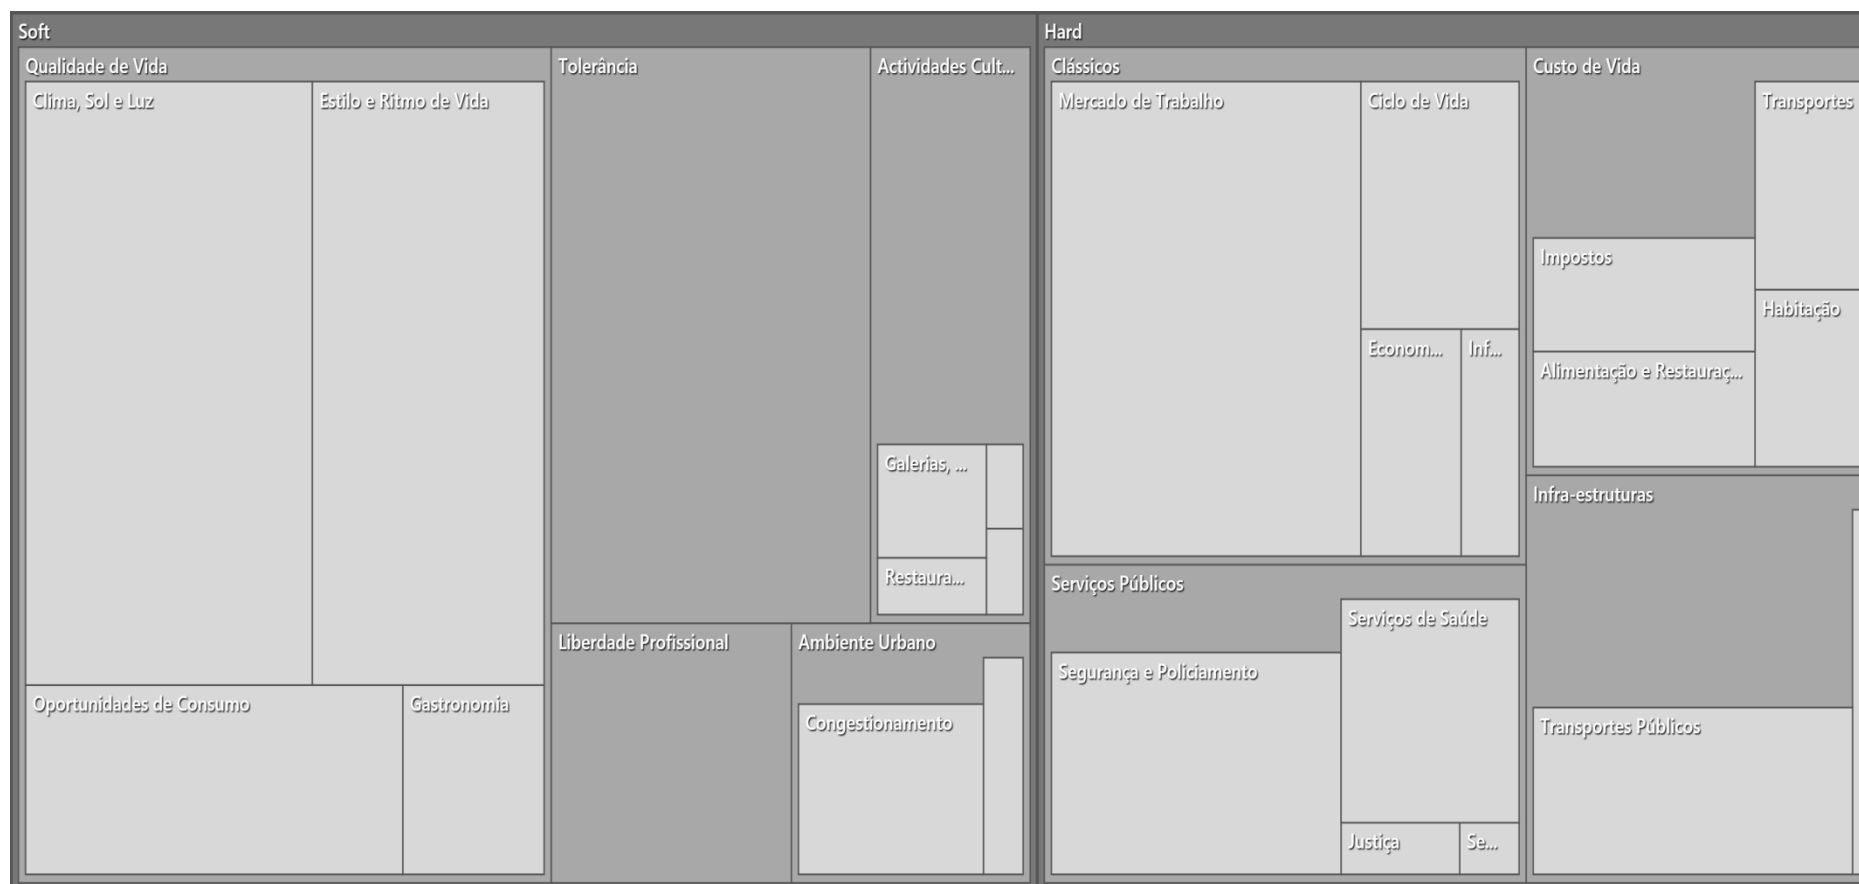 Soft
Qualidade de Vida
Clima, Sol e Luz
Estilo e Ritmo de Vida
Oportunidades de Consumo
Gastronomia
Tolerância
Actividades Cult...
Galerias, ...
Restaura...
Liberdade Profissional
Ambiente Urbano
Congestionamento
Hard
Clássicos
Mercado de Trabalho
Ciclo de Vida
Econom...
Inf...
Serviços Públicos
Segurança e Policiamento
Serviços de Saúde
Justiça
Se...
Custo de Vida
Transportes
Impostos
Habitação
Alimentação e Restauraç...
Infra-estruturas
Transportes Públicos